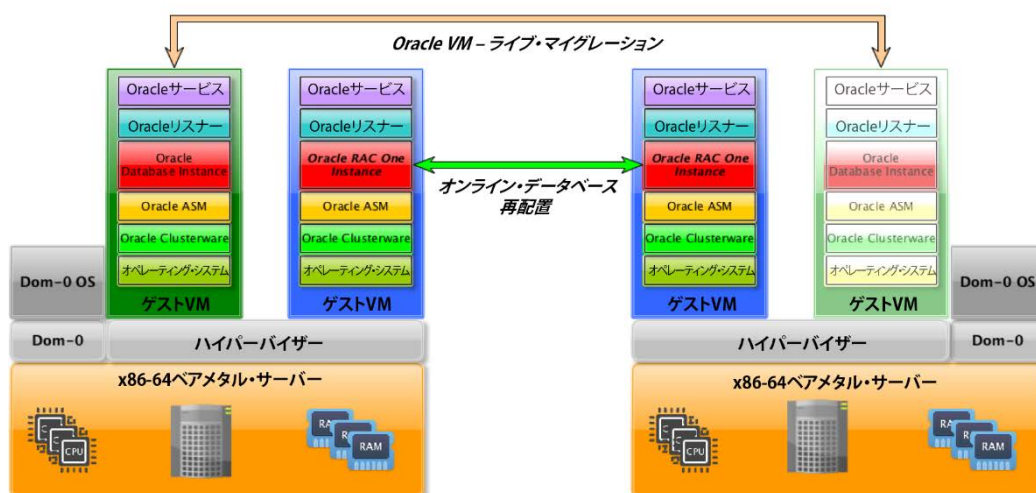 Oracle VM – ライブ・マイグレーション
Oracleサービス
Oracleリスナー
Oracle
Database Instance
Oracle ASM
Oracle Clusterware
オペレーティング・システム
ゲストVM
Oracleサービス
Oracleリスナー
Oracle RAC One
Instance
Oracle ASM
Oracle Clusterware
オペレーティング・システム
ゲストVM
オンライン・データベース
再配置
Oracleサービス
Oracleリスナー
Oracle RAC One
Instance
Oracle ASM
Oracle Clusterware
オペレーティング・システム
ゲストVM
Oracleサービス
Oracleリスナー
Oracle
Database Instance
Oracle ASM
Oracle Clusterware
オペレーティング・システム
ゲストVM
Dom-0 OS
Dom-0
ハイパーバイザー
x86-64ベアメタル・サーバー
CPU
RAM
Dom-0 OS
ハイパーバイザー
Dom-0
x86-64ベアメタル・サーバー
CPU
RAM